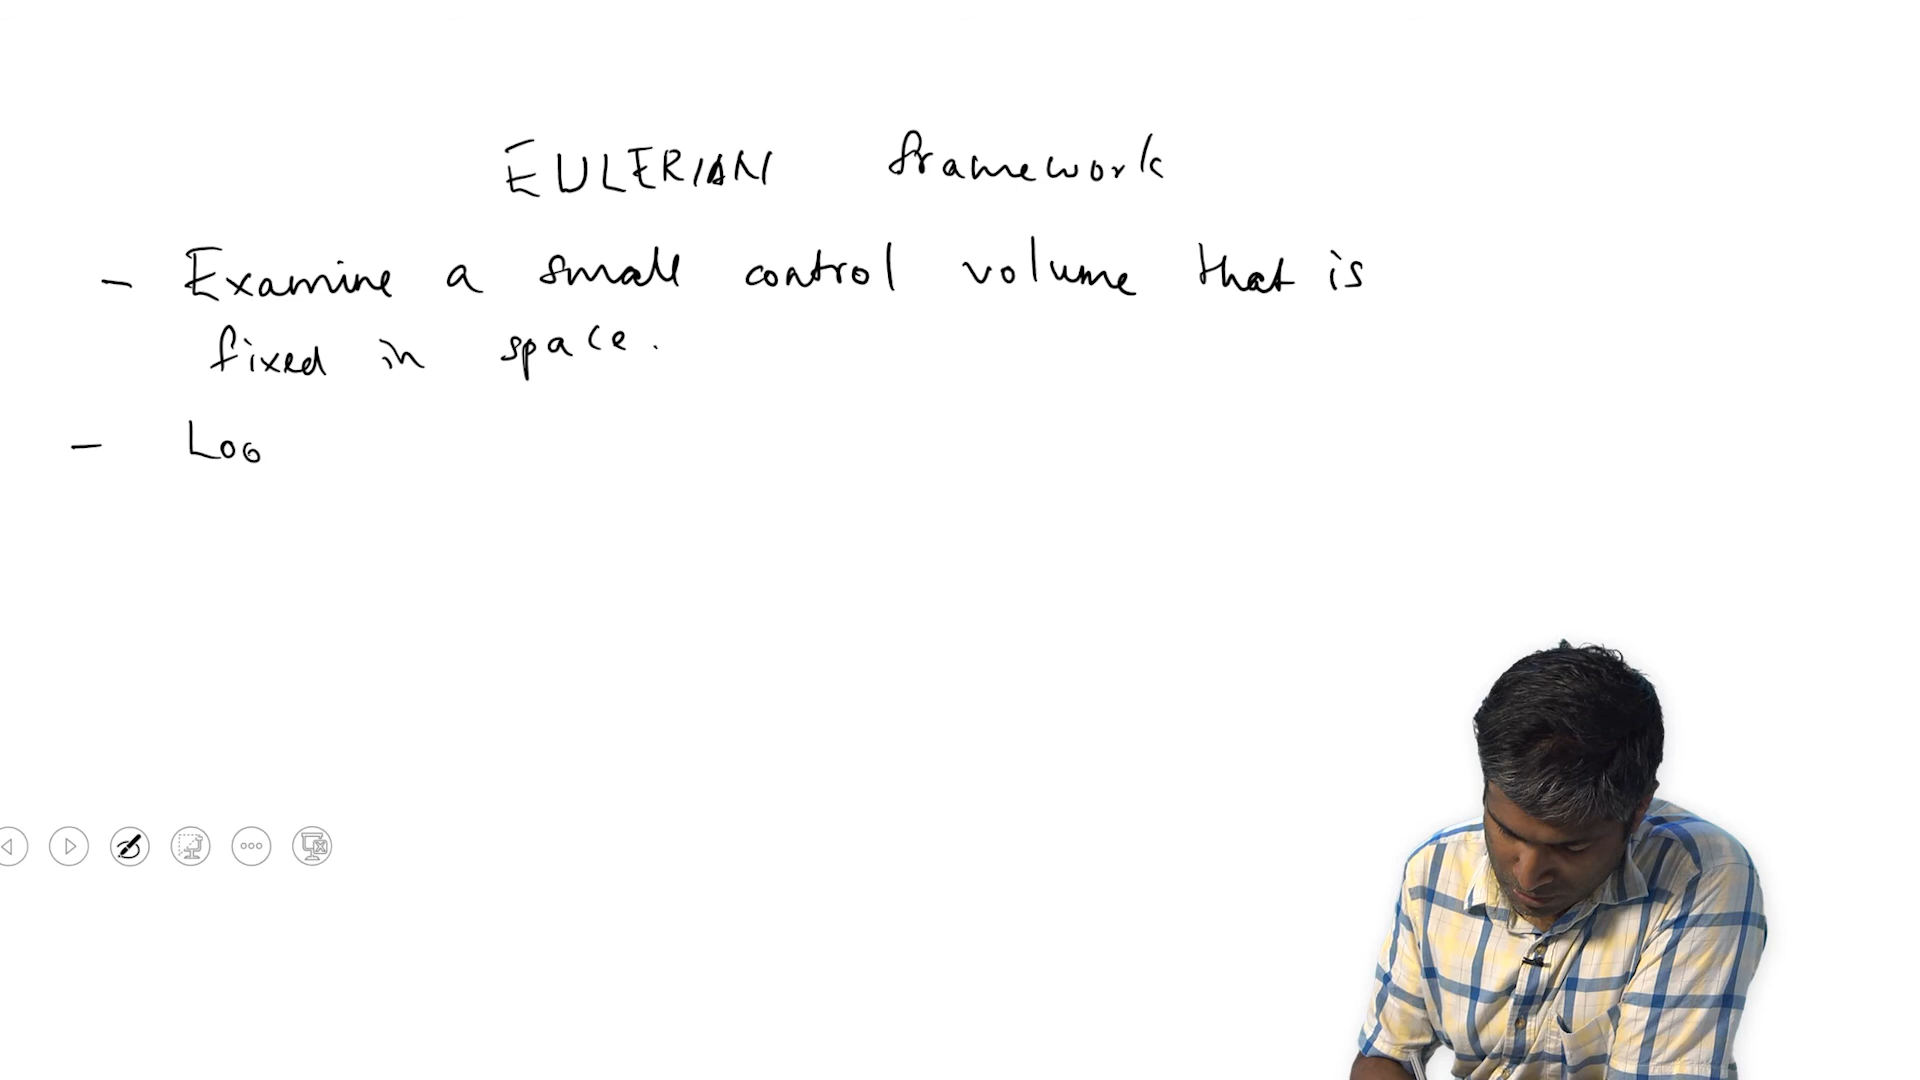 EULERIAN framework
- Examine a small control volume that is
fixed in space.
- Loo